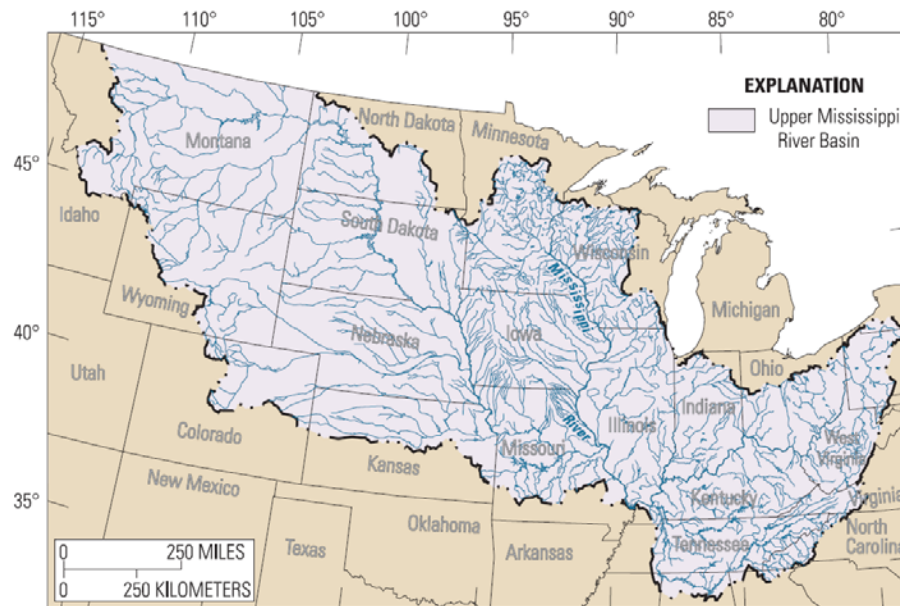 115°
110°
105°
100°
95°
90°
85°
80°
EXPLANATION
Upper Mississippi
River Basin
North Dakota
Minnesota
Montana
45°
Idaho
South Dakota
Wisconsin
Mississippi
Wyoming
Michigan
40°
Nebraska
Iowa
Ohio
Utah
Indiana
River
Illinois
Colorado
Missouri
West
Virginia
Kansas
New Mexico
Kentucky
Virginia
35°
Oklahoma
North
Carolina
Tennessee
Texas
Arkansas
0 250 MILES
0 250 KILOMETERS